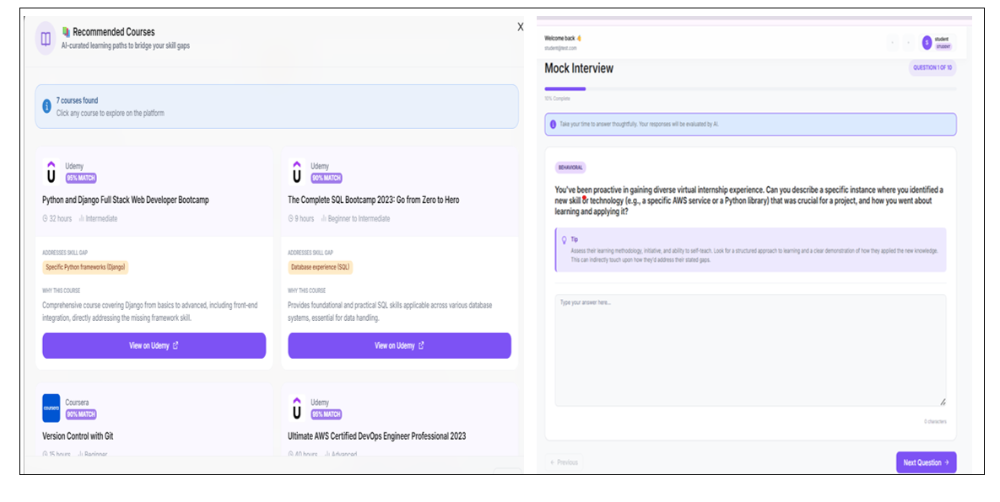 📚 Recommended Courses
AI-curated learning paths to bridge your skill gaps
X
7 courses found
Click any course to explore on the platform
Udemy
95% MATCH
Python and Django Full Stack Web Developer Bootcamp
32 hours Intermediate
ADDRESSES SKILL GAP
Specific Python frameworks (Django)
WHY THIS COURSE
Comprehensive course covering Django from basics to advanced, including front-end
integration, directly addressing the missing framework skill.
View on Udemy
Udemy
90% MATCH
The Complete SQL Bootcamp 2023: Go from Zero to Hero
9 hours Beginner to Intermediate
ADDRESSES SKILL GAP
Database experience (SQL)
WHY THIS COURSE
Provides foundational and practical SQL skills applicable across various database
systems, essential for data handling.
View on Udemy
coursera
Coursera
90% MATCH
Version Control with Git
15 hours Beginner
Udemy
95% MATCH
Ultimate AWS Certified DevOps Engineer Professional 2023
40 hours Advanced
Welcome back 👋
student@test.com
S
student
STUDENT
Mock Interview
QUESTION 1 OF 10
10% Complete
Take your time to answer thoughtfully. Your responses will be evaluated by AI.
BEHAVIORAL
You've been proactive in gaining diverse virtual internship experience. Can you describe a specific instance where you identified a
new skill or technology (e.g., a specific AWS service or a Python library) that was crucial for a project, and how you went about
learning and applying it?
Tip
Assess their learning methodology, initiative, and ability to self-teach. Look for a structured approach to learning and a clear demonstration of how they applied the new knowledge.
This can indirectly touch upon how they'd address their stated gaps.
Type your answer here...
0 characters
← Previous
Next Question →